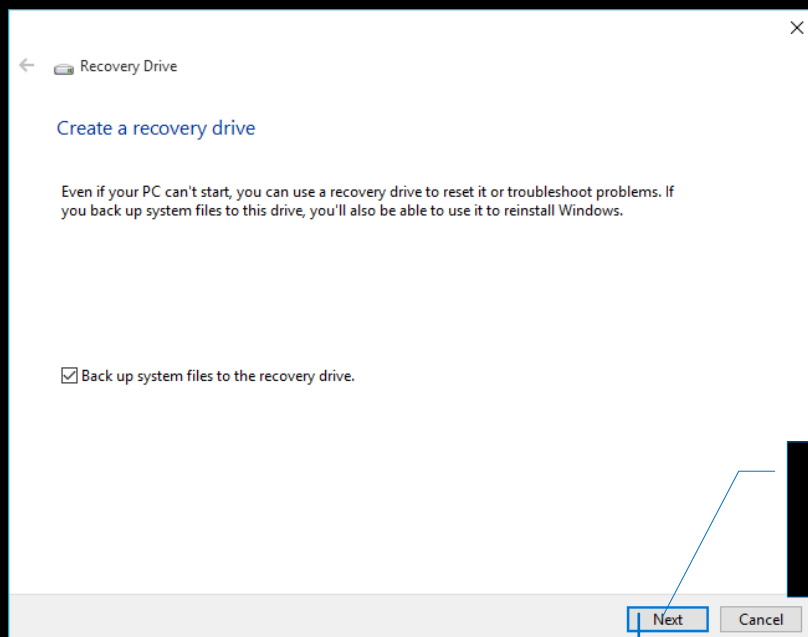 Recovery Drive
Create a recovery drive
Even if your PC can't start, you can use a recovery drive to reset it or troubleshoot problems. If
you back up system files to this drive, you'll also be able to use it to reinstall Windows.
Back up system files to the recovery drive.
Next
Cancel